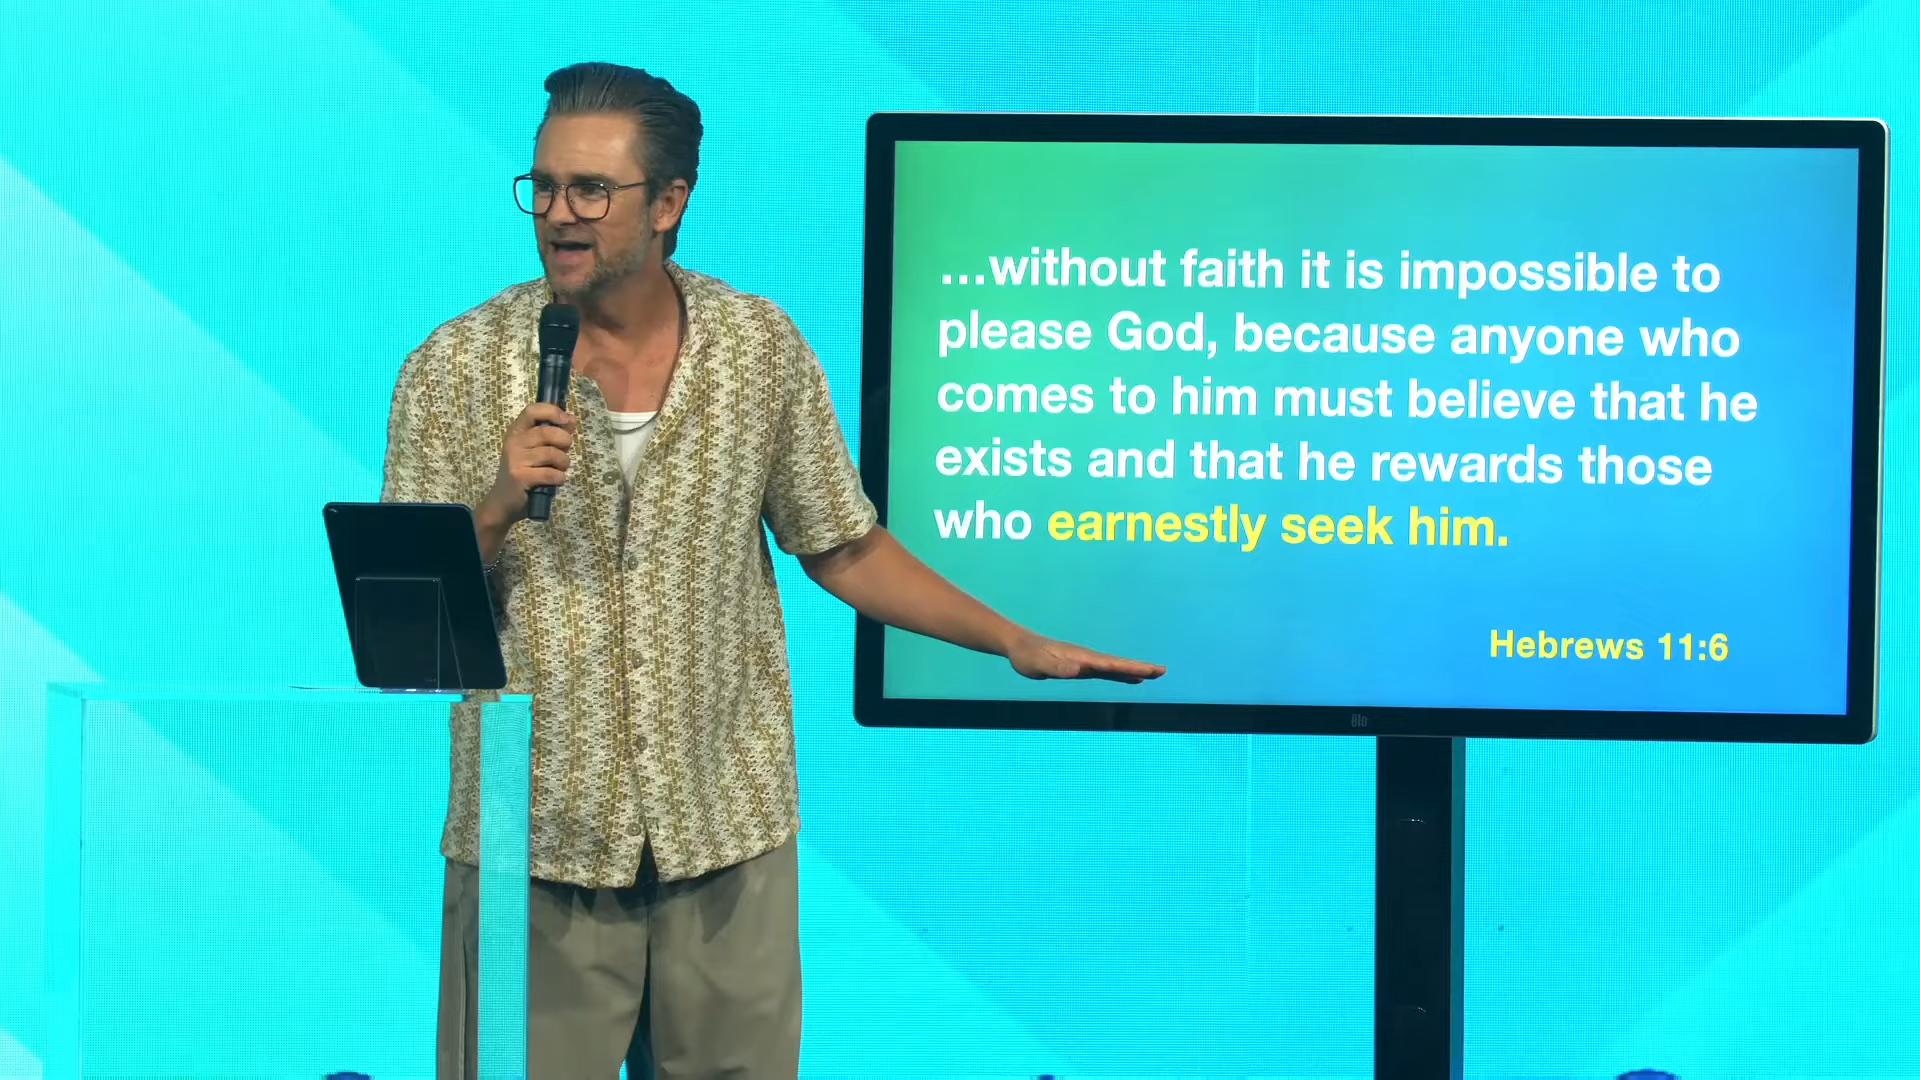 ...without faith it is impossible to
please God, because anyone who
comes to him must believe that he
exists and that he rewards those
who earnestly seek him.
Hebrews 11:6
elo